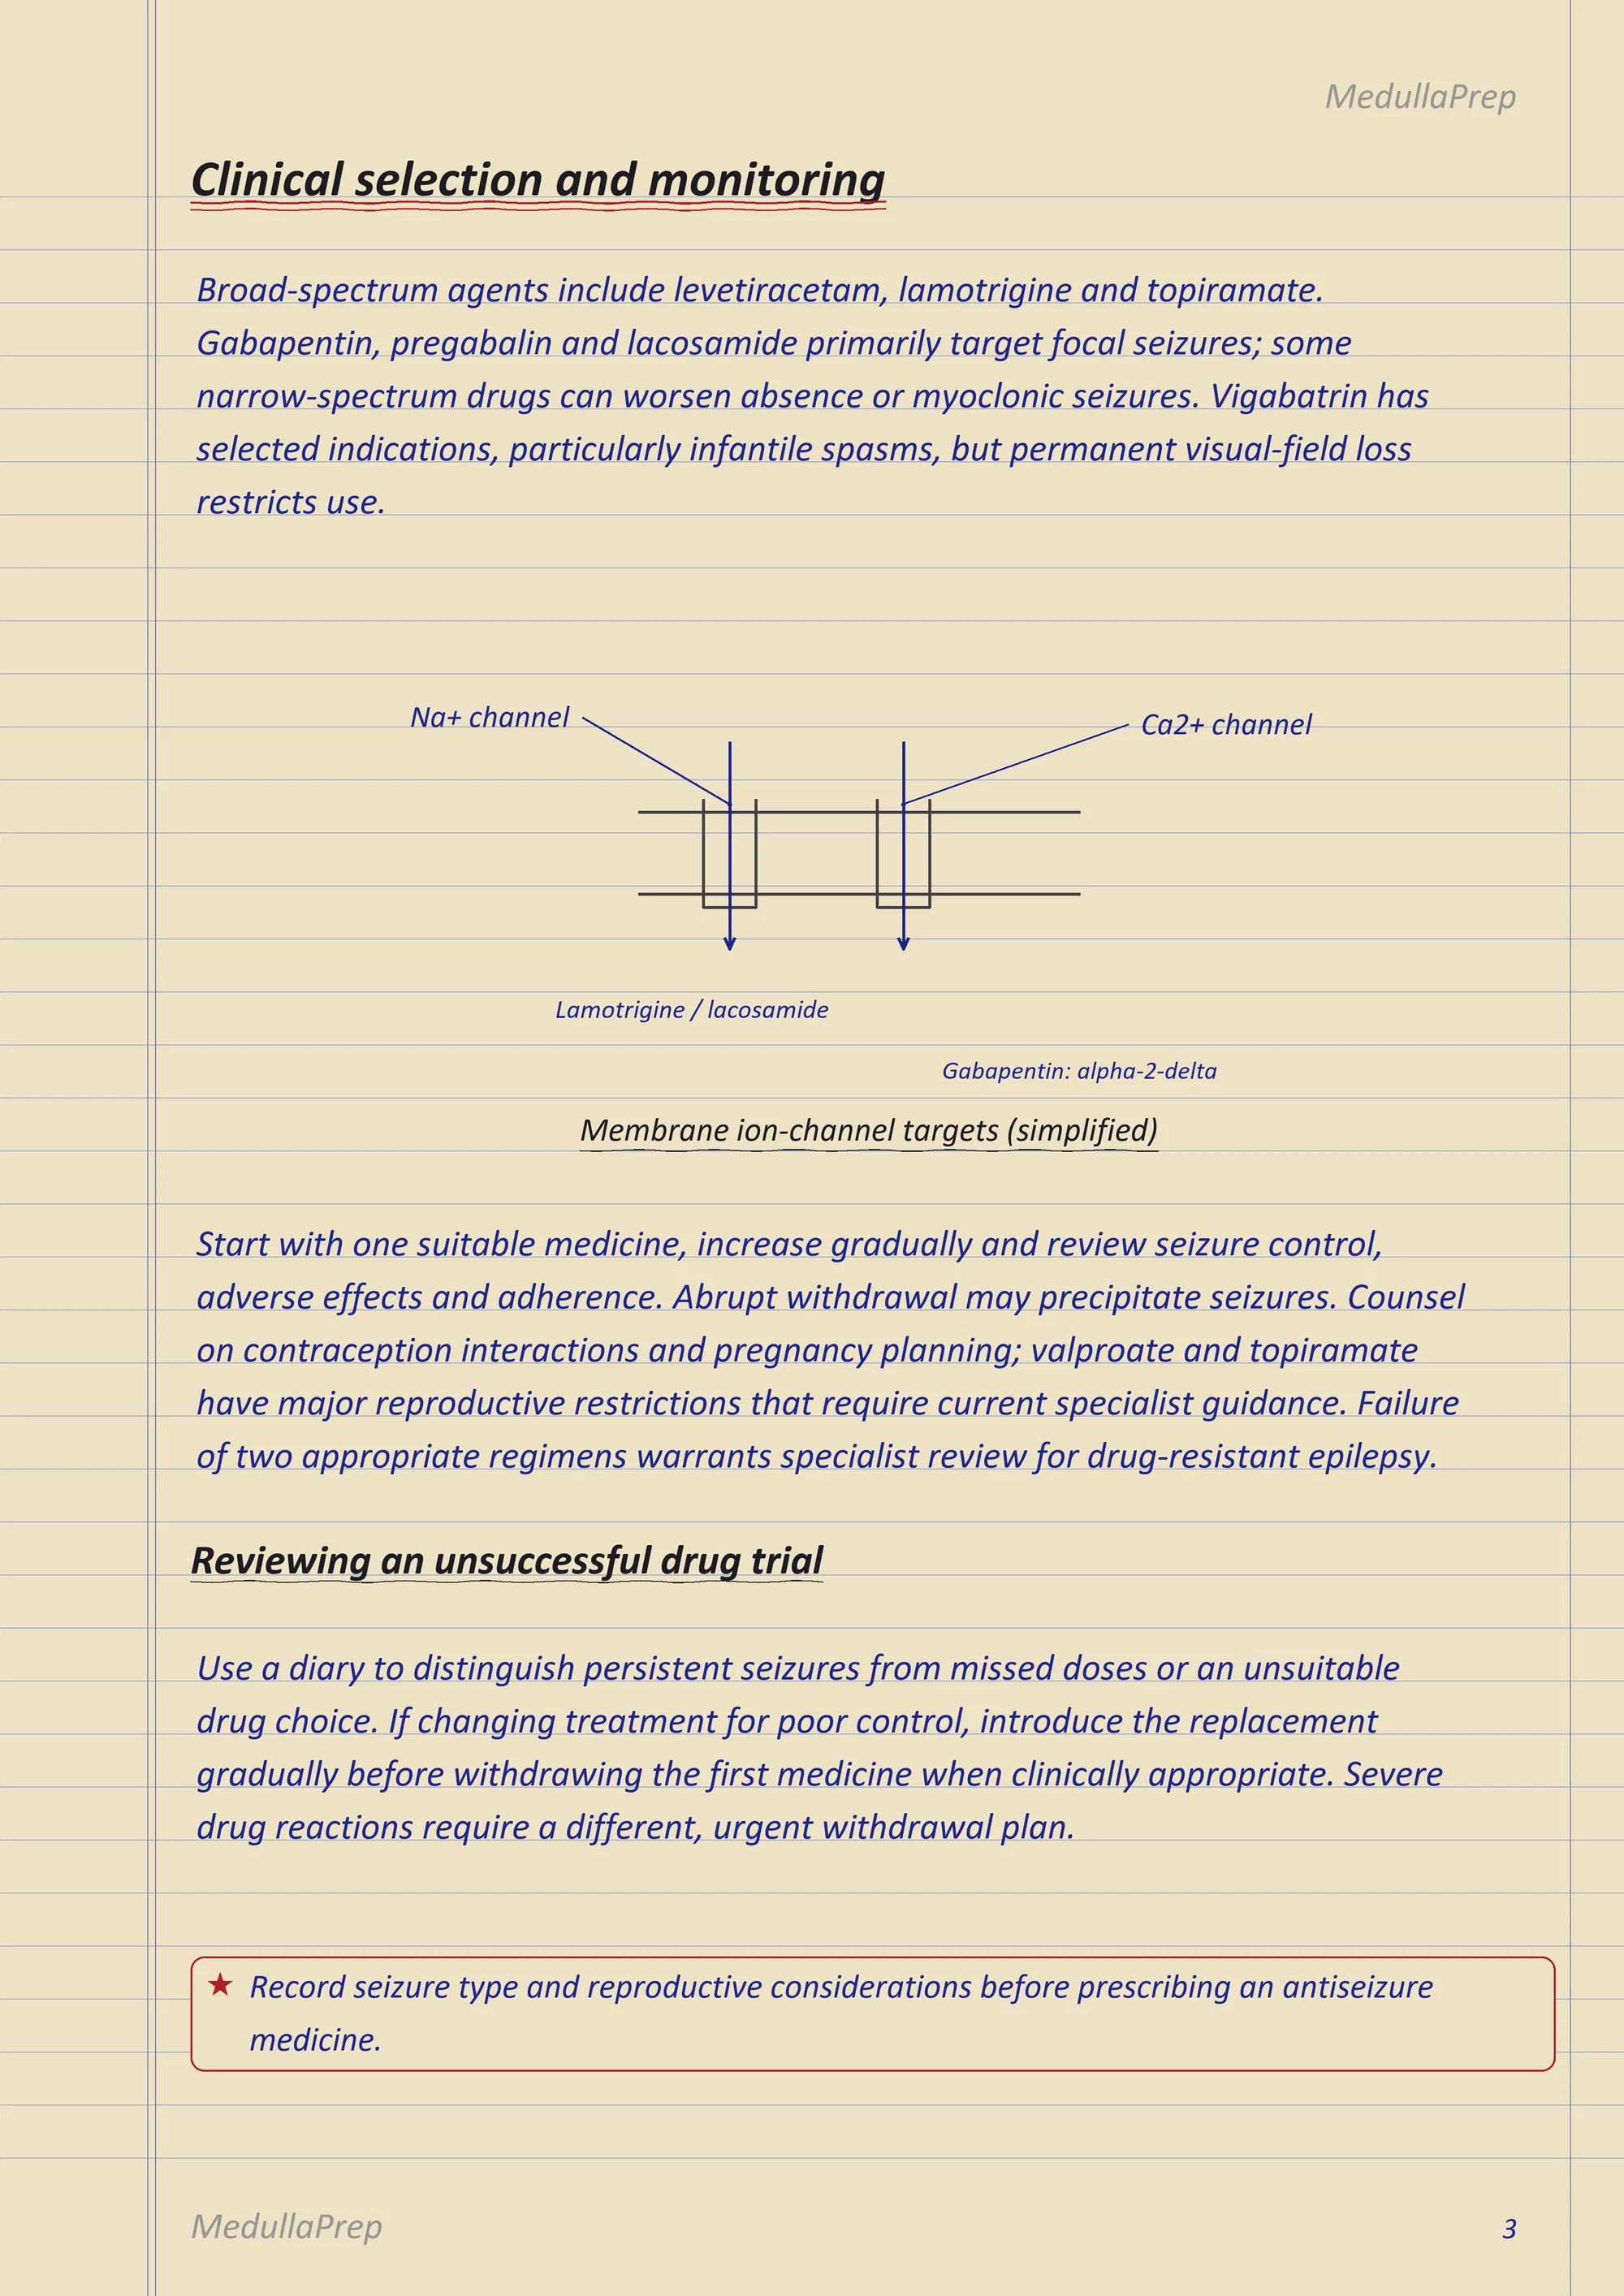 MedullaPrep
Clinical selection and monitoring
Broad-spectrum agents include levetiracetam, lamotrigine and topiramate.
Gabapentin, pregabalin and lacosamide primarily target focal seizures; some
narrow-spectrum drugs can worsen absence or myoclonic seizures. Vigabatrin has
selected indications, particularly infantile spasms, but permanent visual-field loss
restricts use.
Na+ channel
Ca2+ channel
Lamotrigine / lacosamide
Gabapentin: alpha-2-delta
Membrane ion-channel targets (simplified)
Start with one suitable medicine, increase gradually and review seizure control,
adverse effects and adherence. Abrupt withdrawal may precipitate seizures. Counsel
on contraception interactions and pregnancy planning; valproate and topiramate
have major reproductive restrictions that require current specialist guidance. Failure
of two appropriate regimens warrants specialist review for drug-resistant epilepsy.
Reviewing an unsuccessful drug trial
Use a diary to distinguish persistent seizures from missed doses or an unsuitable
drug choice. If changing treatment for poor control, introduce the replacement
gradually before withdrawing the first medicine when clinically appropriate. Severe
drug reactions require a different, urgent withdrawal plan.
★ Record seizure type and reproductive considerations before prescribing an antiseizure
medicine.
MedullaPrep
3